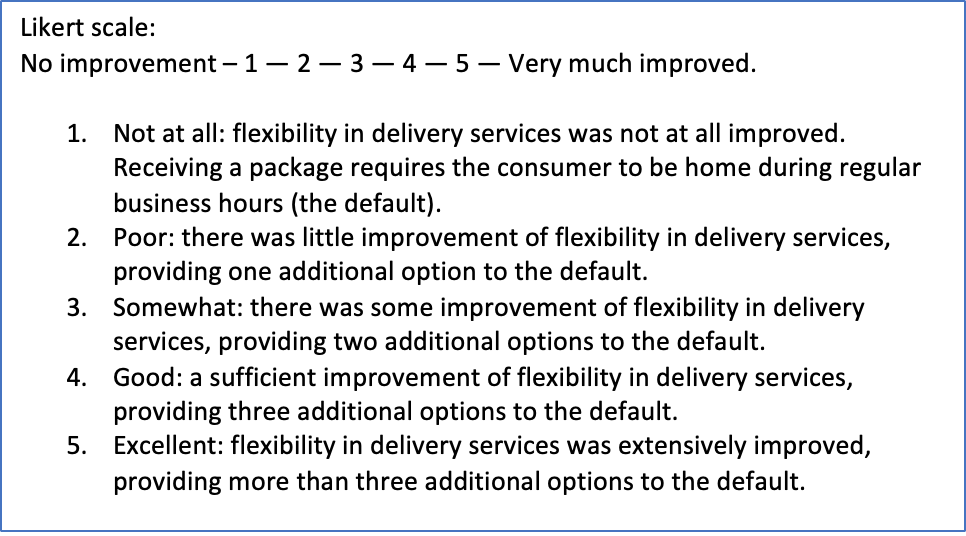 Likert scale:
No improvement – 1 — 2 — 3 — 4 — 5 — Very much improved.
1. Not at all: flexibility in delivery services was not at all improved.
Receiving a package requires the consumer to be home during regular
business hours (the default).
2. Poor: there was little improvement of flexibility in delivery services,
providing one additional option to the default.
3. Somewhat: there was some improvement of flexibility in delivery
services, providing two additional options to the default.
4. Good: a sufficient improvement of flexibility in delivery services,
providing three additional options to the default.
5. Excellent: flexibility in delivery services was extensively improved,
providing more than three additional options to the default.